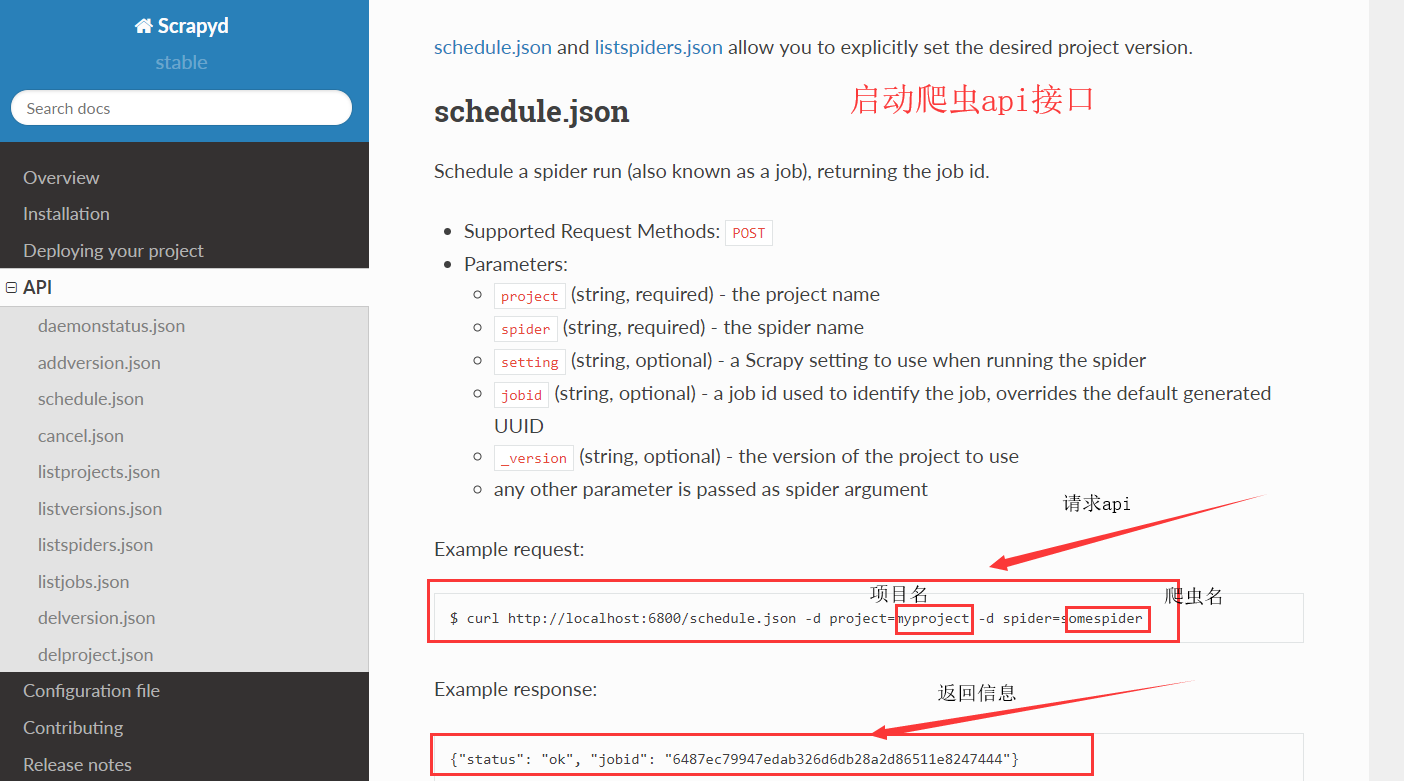 Scrapyd
stable
Search docs
Overview
Installation
Deploying your project
API
daemonstatus.json
addversion.json
schedule.json
cancel.json
listprojects.json
listversions.json
listspiders.json
listjobs.json
delversion.json
delproject.json
Configuration file
Contributing
Release notes
schedule.json and listspiders.json allow you to explicitly set the desired project version.
启动爬虫api接口
schedule.json
Schedule a spider run (also known as a job), returning the job id.
Supported Request Methods: POST
Parameters:
project (string, required) - the project name
spider (string, required) - the spider name
setting (string, optional) - a Scrapy setting to use when running the spider
jobid (string, optional) - a job id used to identify the job, overrides the default generated
UUID
_version (string, optional) - the version of the project to use
any other parameter is passed as spider argument
请求api
Example request:
项目名
爬虫名
$ curl http://localhost:6800/schedule.json -d project=myproject -d spider=somespider
Example response:
返回信息
{"status": "ok", "jobid": "6487ec79947edab326d6db28a2d86511e8247444"}